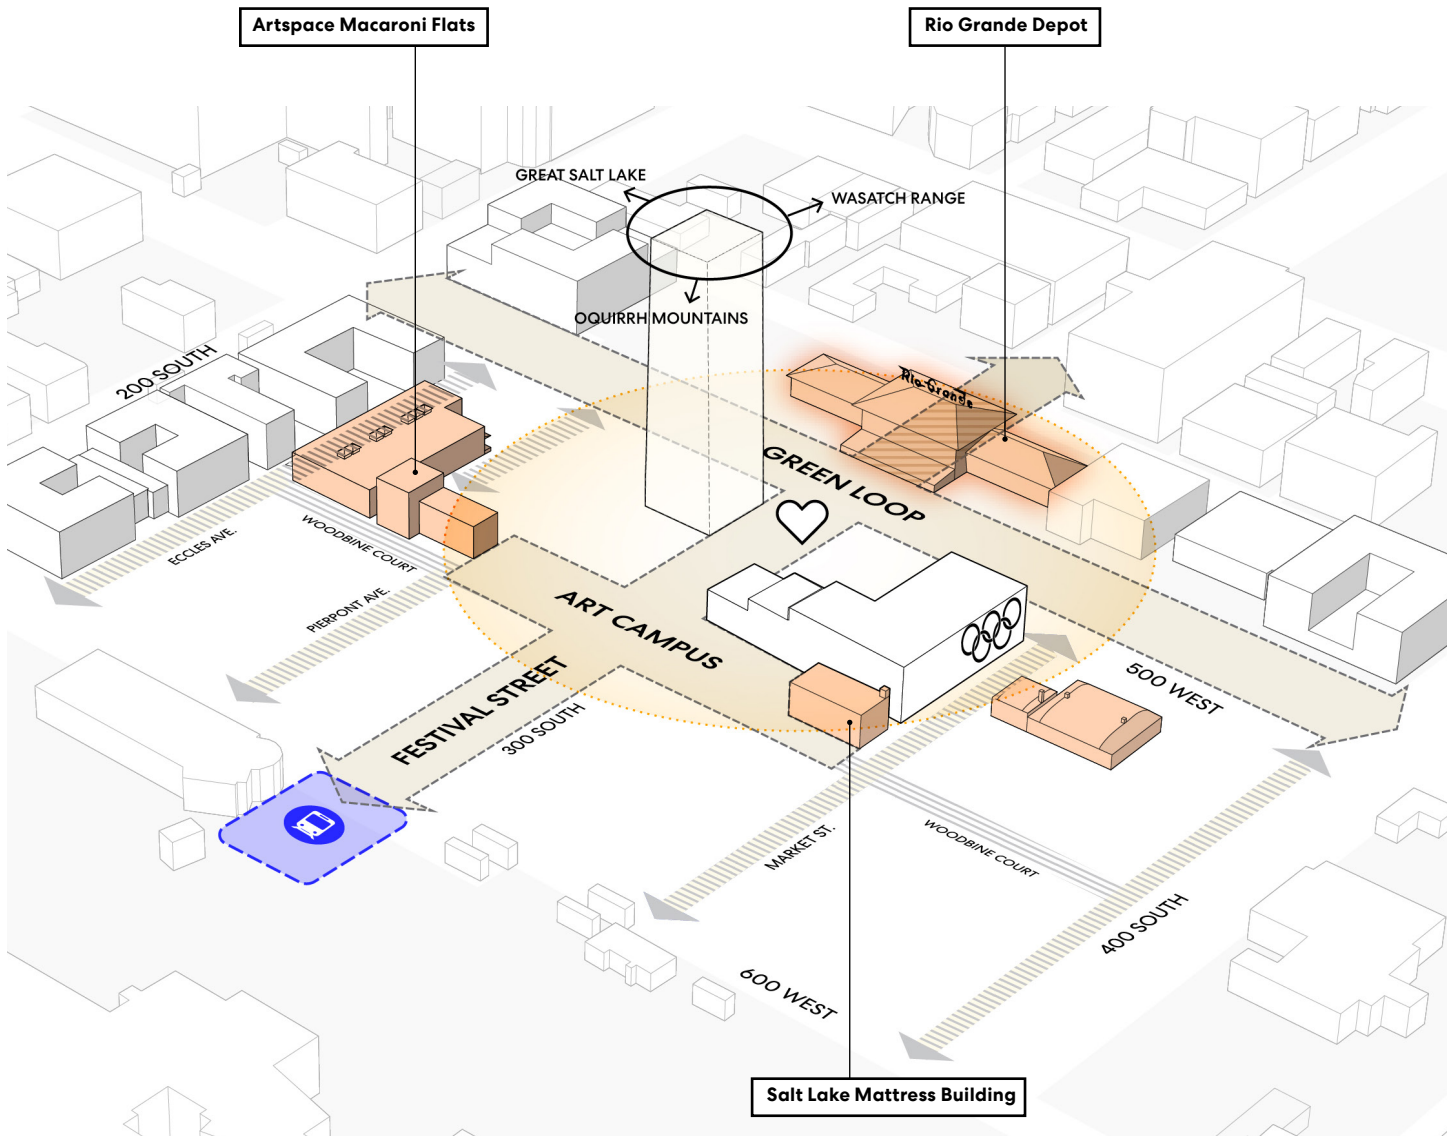 Artspace Macaroni Flats
Rio Grande Depot
GREAT SALT LAKE
WASATCH RANGE
OQUIRRH MOUNTAINS
200 SOUTH
Rio Grande
GREEN LOOP
ECCLES AVE.
WOODBINE COURT
PIERPONT AVE.
ART CAMPUS
FESTIVAL STREET
300 SOUTH
500 WEST
MARKET ST.
WOODBINE COURT
400 SOUTH
600 WEST
Salt Lake Mattress Building